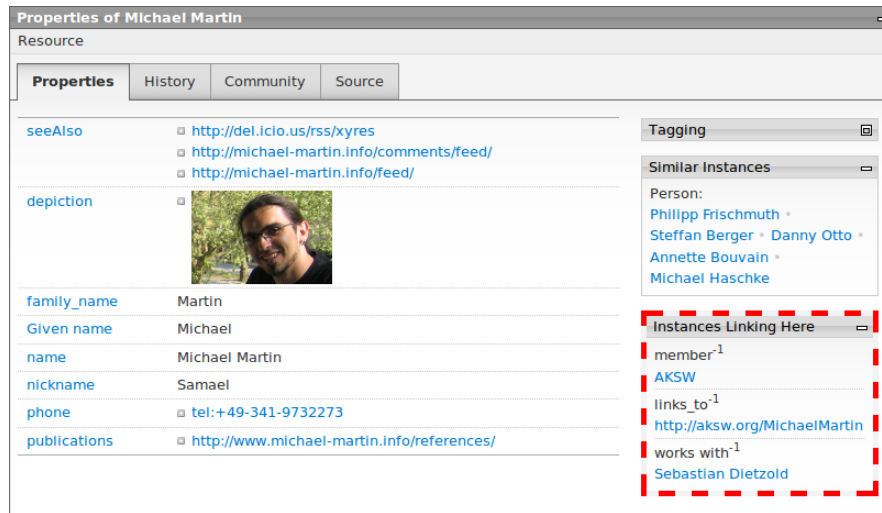 Properties of Michael Martin
Resource
Properties History Community Source
seeAlso http://del.icio.us/rss/xyres
http://michael-martin.info/comments/feed/
http://michael-martin.info/feed/
depiction
family_name Martin
Given name Michael
name Michael Martin
nickname Samael
phone tel:+49-341-9732273
publications http://www.michael-martin.info/references/
Tagging
Similar Instances
Person:
Philipp Frischmuth •
Steffan Berger • Danny Otto •
Annette Bouvain •
Michael Haschke
Instances Linking Here
member-1
AKSW
links_to-1
http://aksw.org/MichaelMartin
works with-1
Sebastian Dietzold